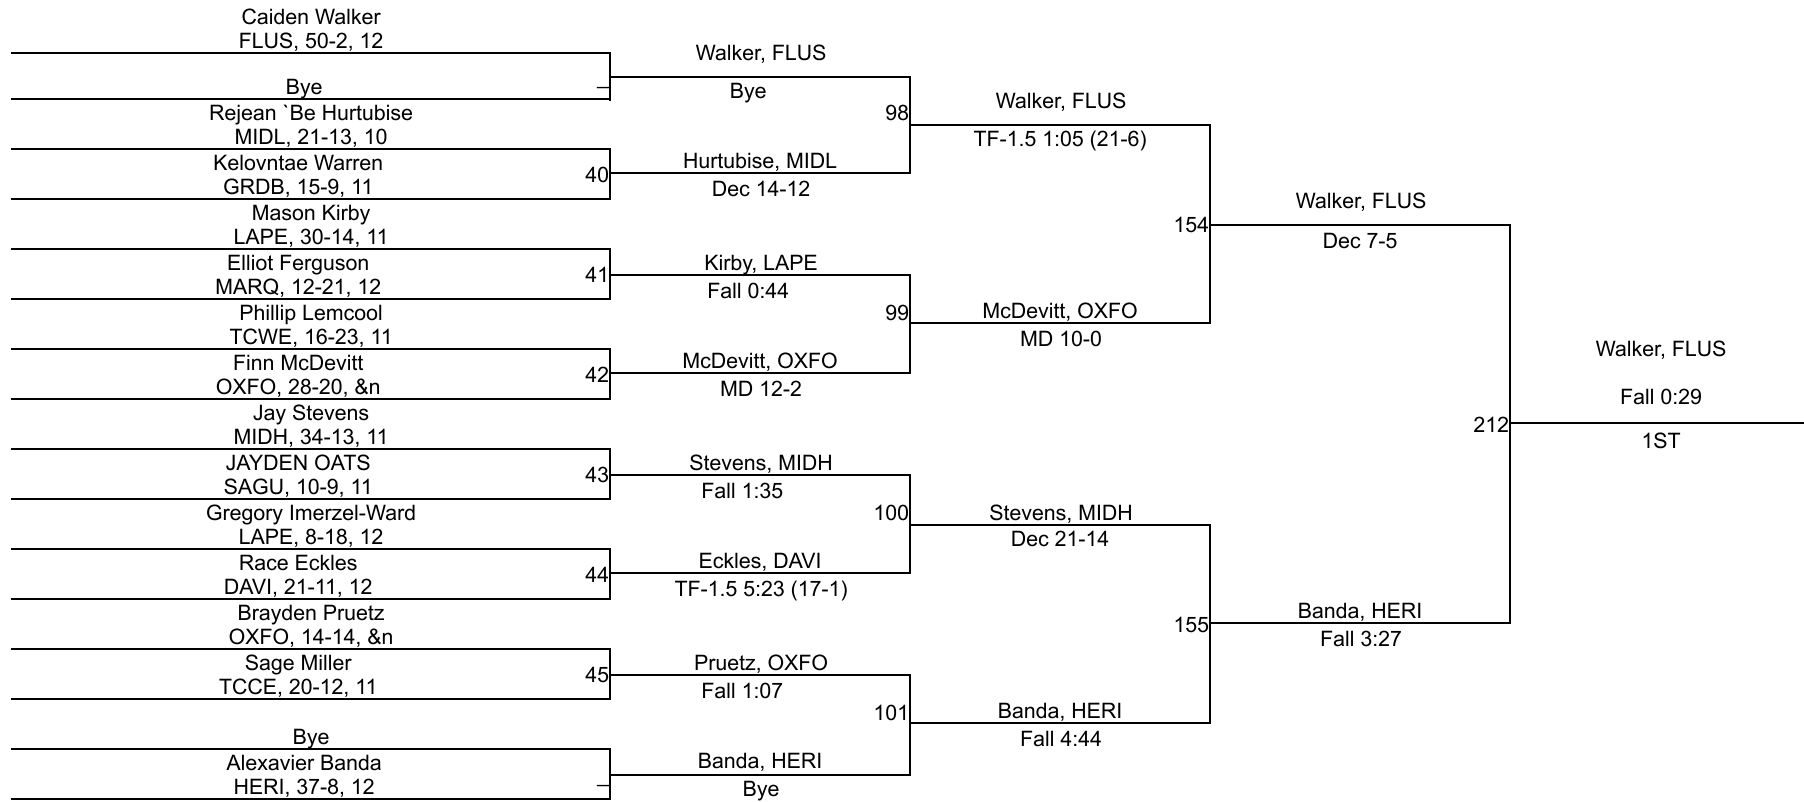 Caiden Walker
FLUS, 50-2, 12
Bye
Rejean `Be Hurtubise
MIDL, 21-13, 10
Kelovntae Warren
GRDB, 15-9, 11
Mason Kirby
LAPE, 30-14, 11
Elliot Ferguson
MARQ, 12-21, 12
Phillip Lemcool
TCWE, 16-23, 11
Finn McDevitt
OXFO, 28-20, &n
Jay Stevens
MIDH, 34-13, 11
JAYDEN OATS
SAGU, 10-9, 11
Gregory Imerzel-Ward
LAPE, 8-18, 12
Race Eckles
DAVI, 21-11, 12
Brayden Pruetz
OXFO, 14-14, &n
Sage Miller
TCCE, 20-12, 11
Bye
Alexavier Banda
HERI, 37-8, 12
40
41
42
43
44
45
Walker, FLUS
Bye
Hurtubise, MIDL
Dec 14-12
Kirby, LAPE
Fall 0:44
McDevitt, OXFO
MD 12-2
Stevens, MIDH
Fall 1:35
Eckles, DAVI
TF-1.5 5:23 (17-1)
Pruetz, OXFO
Fall 1:07
Banda, HERI
Bye
98
99
100
101
Walker, FLUS
TF-1.5 1:05 (21-6)
McDevitt, OXFO
MD 10-0
Stevens, MIDH
Dec 21-14
Banda, HERI
Fall 4:44
154
155
Walker, FLUS
Dec 7-5
Banda, HERI
Fall 3:27
212
Walker, FLUS
Fall 0:29
1ST